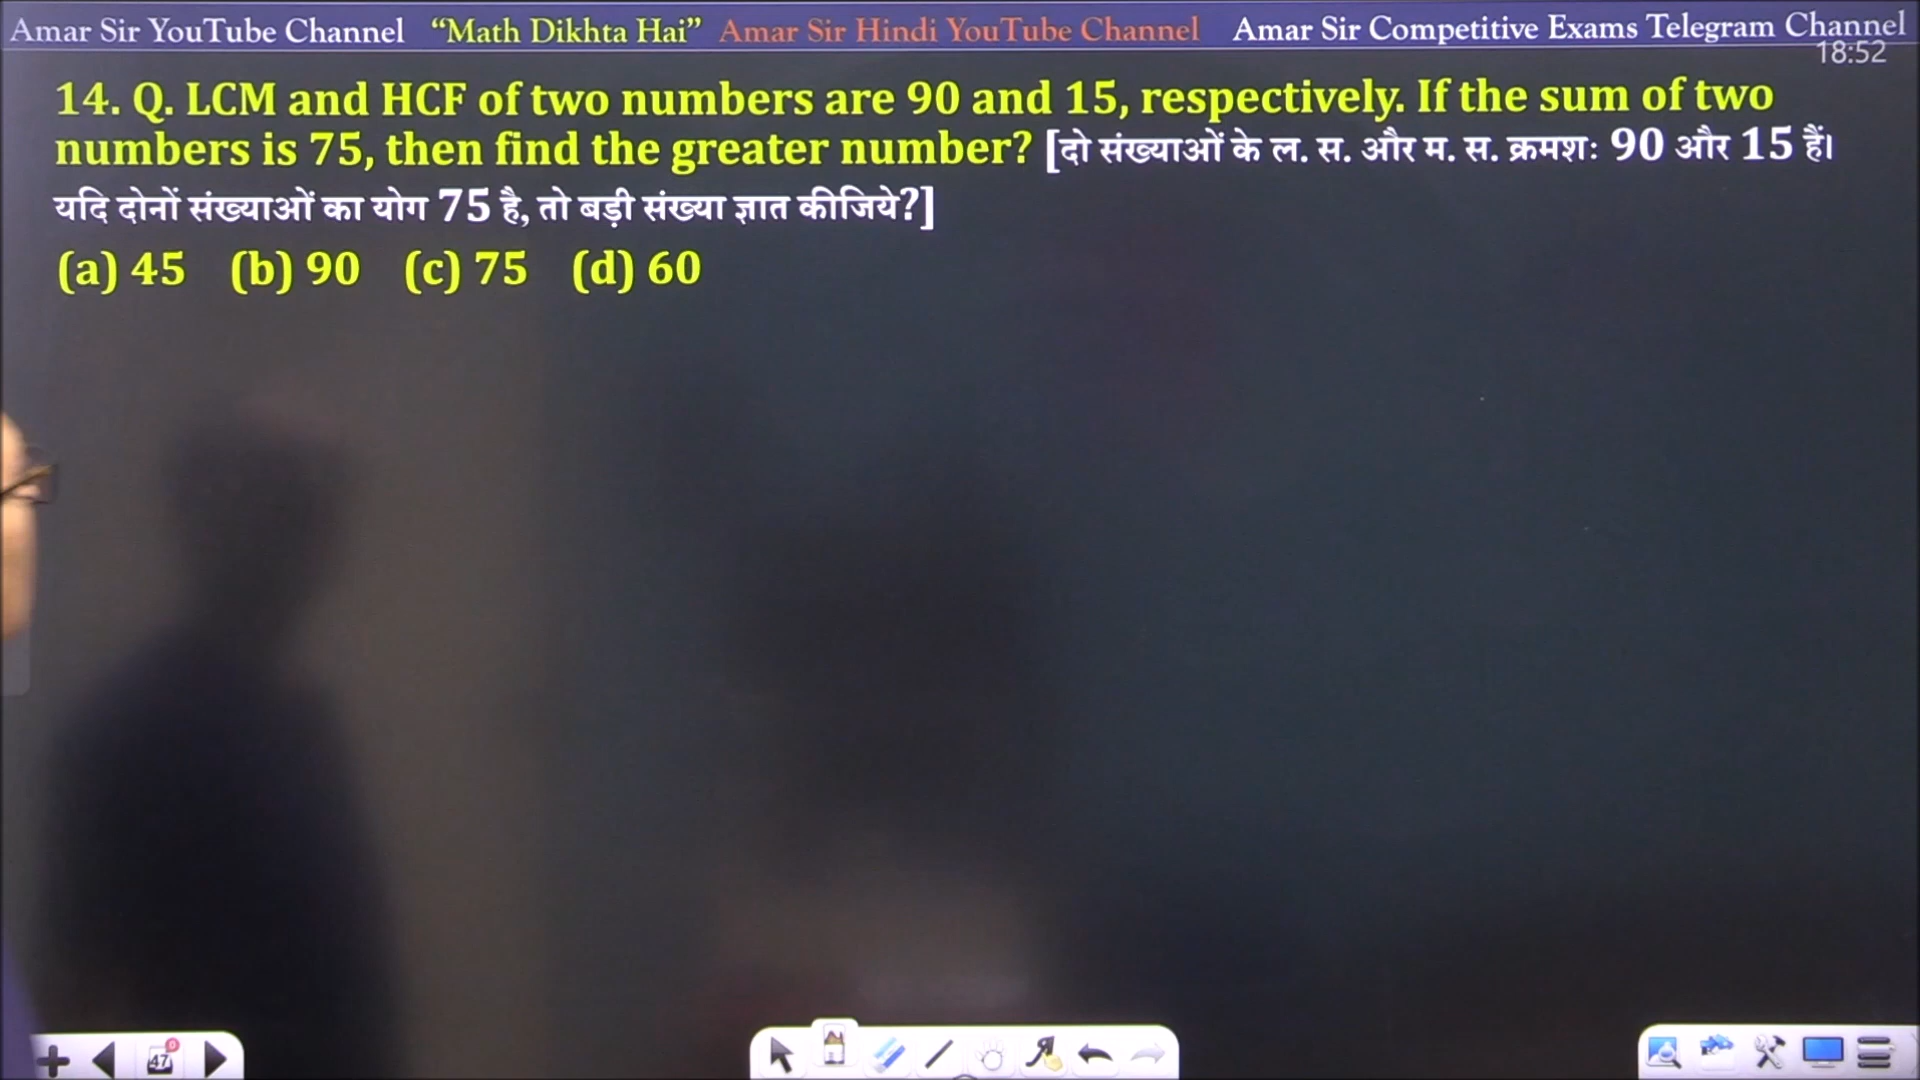 Amar Sir YouTube Channel “Math Dikhta Hai” Amar Sir Hindi YouTube Channel Amar Sir Competitive Exams Telegram Channel
18:52
14. Q. LCM and HCF of two numbers are 90 and 15, respectively. If the sum of two
numbers is 75, then find the greater number? [दो संख्याओं के ल. स. और म. स. क्रमशः 90 और 15 हैं।
यदि दोनों संख्याओं का योग 75 है, तो बड़ी संख्या ज्ञात कीजिये?]
(a) 45 (b) 90 (c) 75 (d) 60
47
0